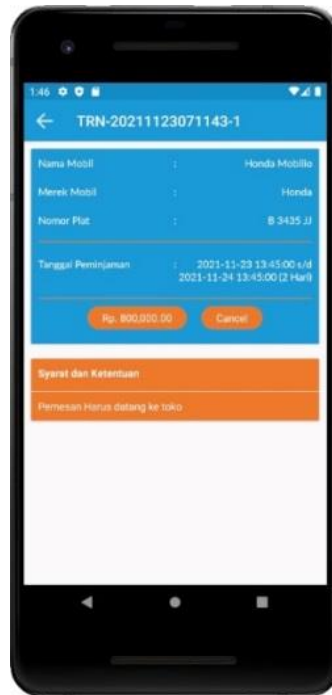 1:46
TRN-20211123071143-1
Nama Mobil : Honda Mobilio
Merek Mobil : Honda
Nomor Plat : B 3435 JJ
Tanggal Peminjaman : 2021-11-23 13:45:00 s/d
2021-11-24 13:45:00 (2 Hari)
Rp. 800,000.00 Cancel
Syarat dan Ketentuan
Pemesan Harus datang ke toko